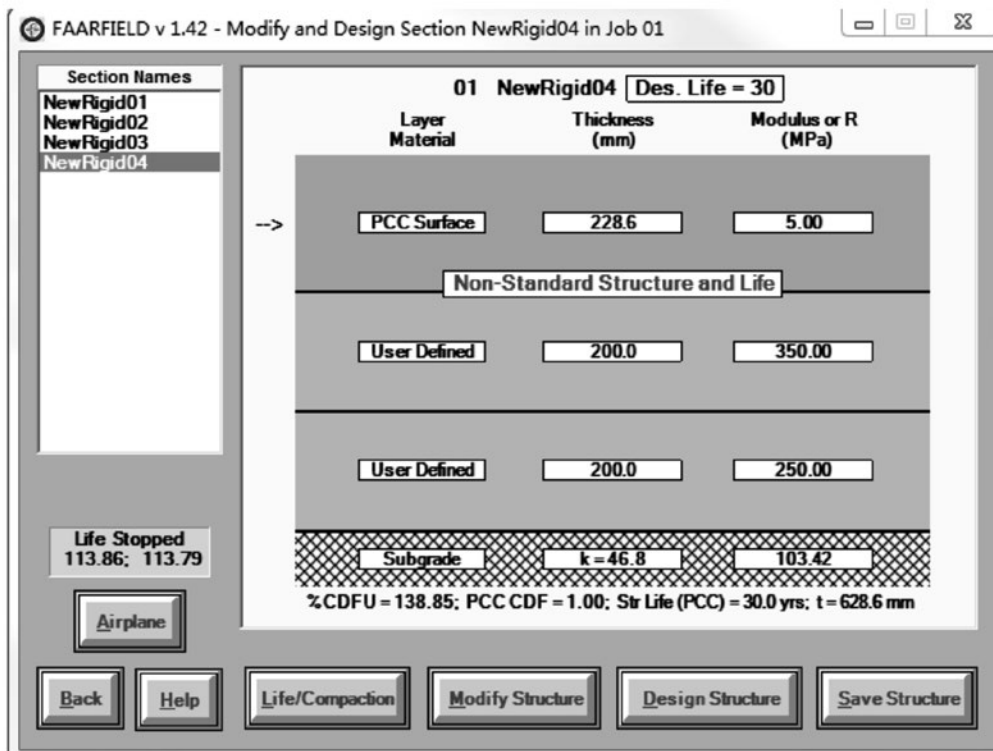 FAARFIELD v 1.42 - Modify and Design Section NewRigid04 in Job 01
Section Names
NewRigid01
NewRigid02
NewRigid03
NewRigid04
01 NewRigid04 Des. Life = 30
Layer Material Thickness (mm) Modulus or R (MPa)
--> PCC Surface 228.6 5.00
Non-Standard Structure and Life
User Defined 200.0 350.00
User Defined 200.0 250.00
Subgrade k = 46.8 103.42
%CDFU = 138.85; PCC CDF = 1.00; Str Life (PCC) = 30.0 yrs; t = 628.6 mm
Life Stopped
113.86; 113.79
Airplane
Back Help Life/Compaction Modify Structure Design Structure Save Structure